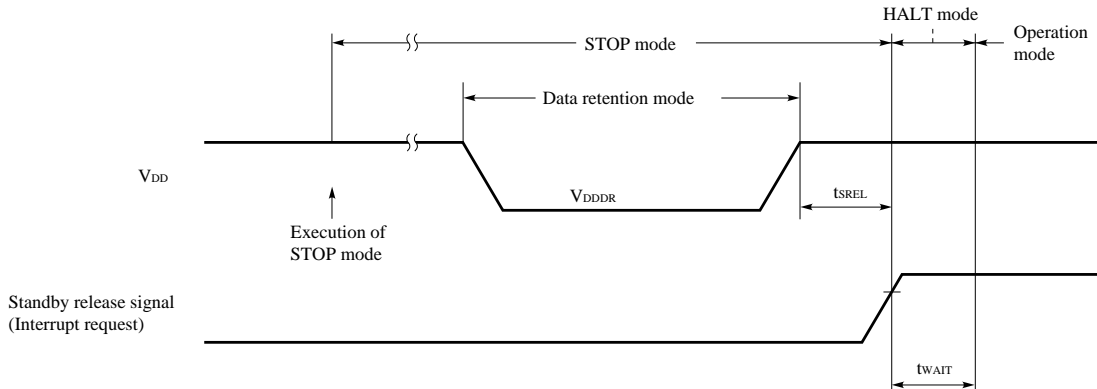 HALT mode
STOP mode
Operation
mode
Data retention mode
VDD
VDDDR
tSREL
Execution of
STOP mode
Standby release signal
(Interrupt request)
tWAIT